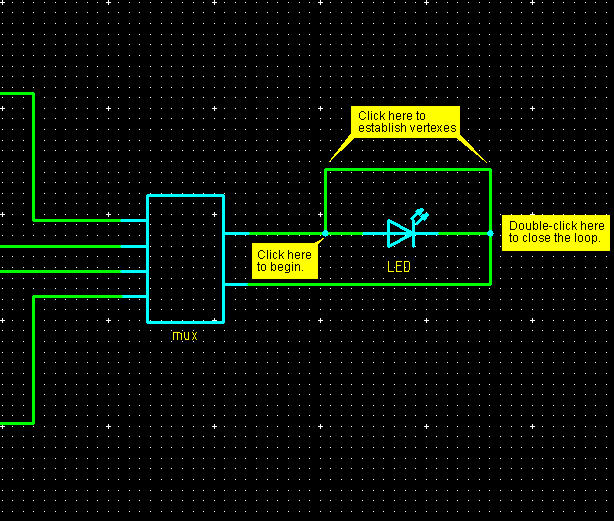 Click here to
establish vertexes
Double-click here
to close the loop.
Click here
to begin.
LED
mux